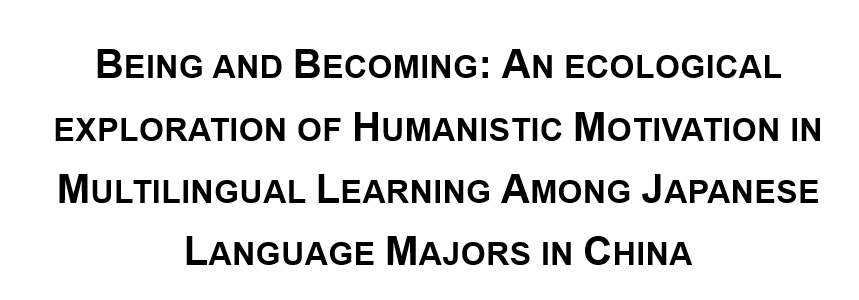 Being and Becoming: An ecological
exploration of Humanistic Motivation in
Multilingual Learning Among Japanese
Language Majors in China